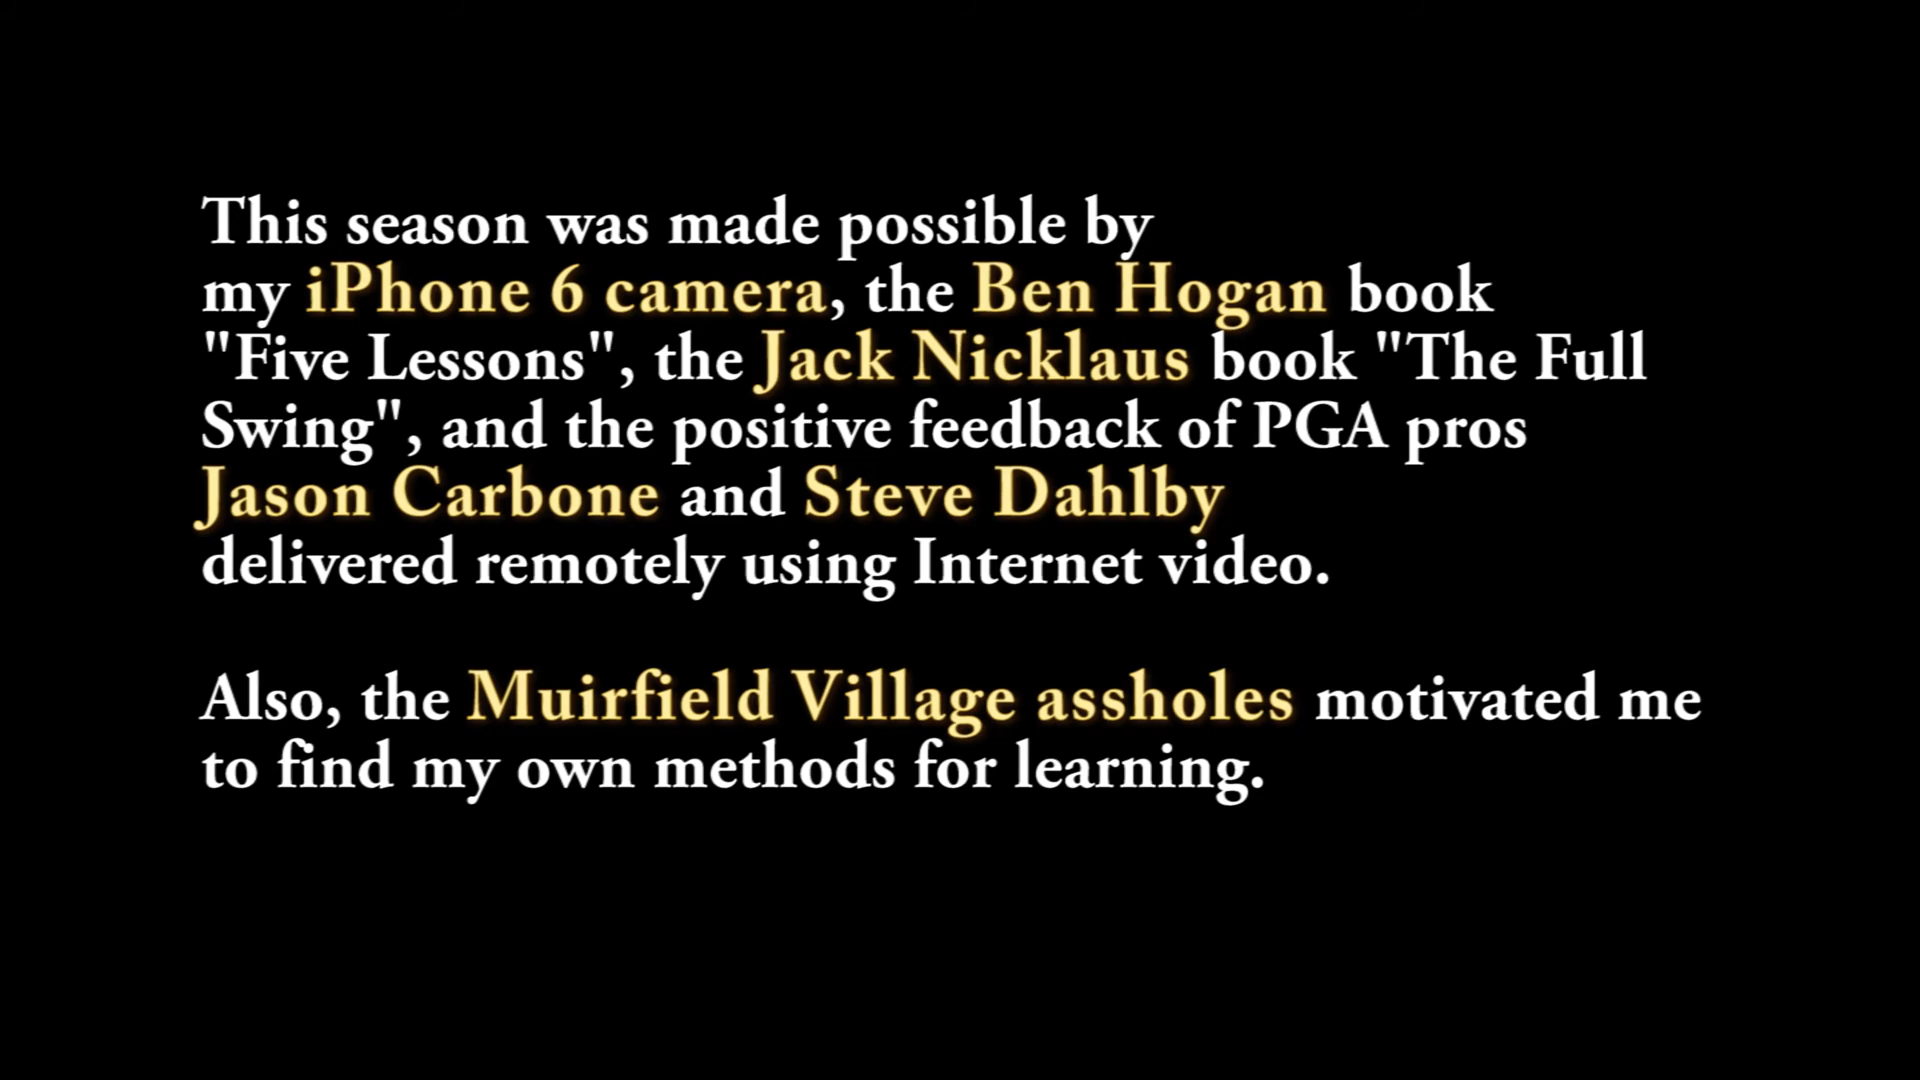 This season was made possible by
my iPhone 6 camera, the Ben Hogan book
"Five Lessons", the Jack Nicklaus book "The Full
Swing", and the positive feedback of PGA pros
Jason Carbone and Steve Dahlby
delivered remotely using Internet video.
Also, the Muirfield Village assholes motivated me
to find my own methods for learning.